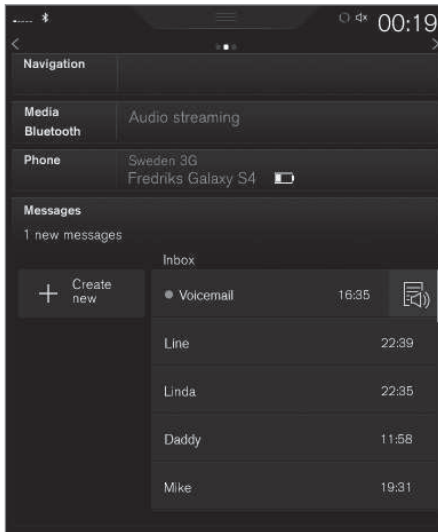 00:19
Navigation
Media
Bluetooth
Audio streaming
Phone
Sweden 3G
Fredriks Galaxy S4
Messages
1 new messages
Inbox
Create
new
Voicemail 16:35
Line 22:39
Linda 22:35
Daddy 11:58
Mike 19:31